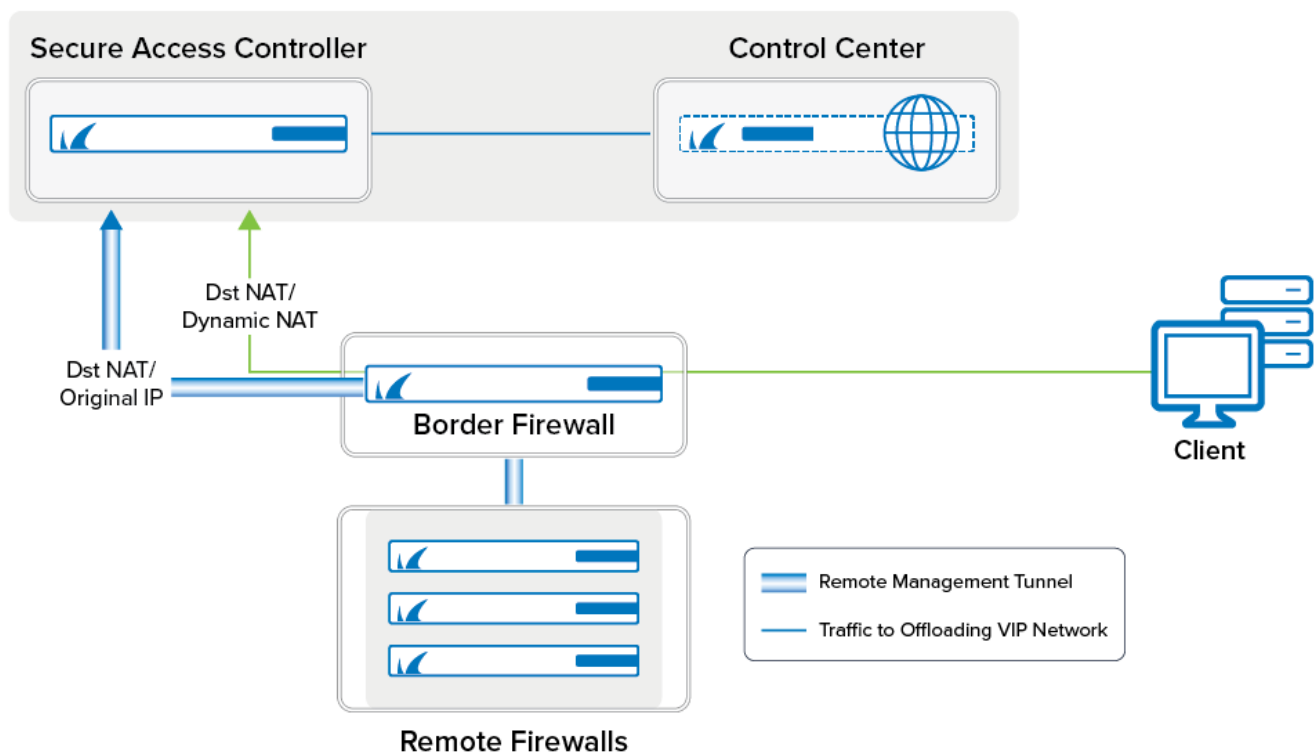 Secure Access Controller
Control Center
Dst NAT/
Dynamic NAT
Dst NAT/
Original IP
Border Firewall
Client
Remote Management Tunnel
Traffic to Offloading VIP Network
Remote Firewalls